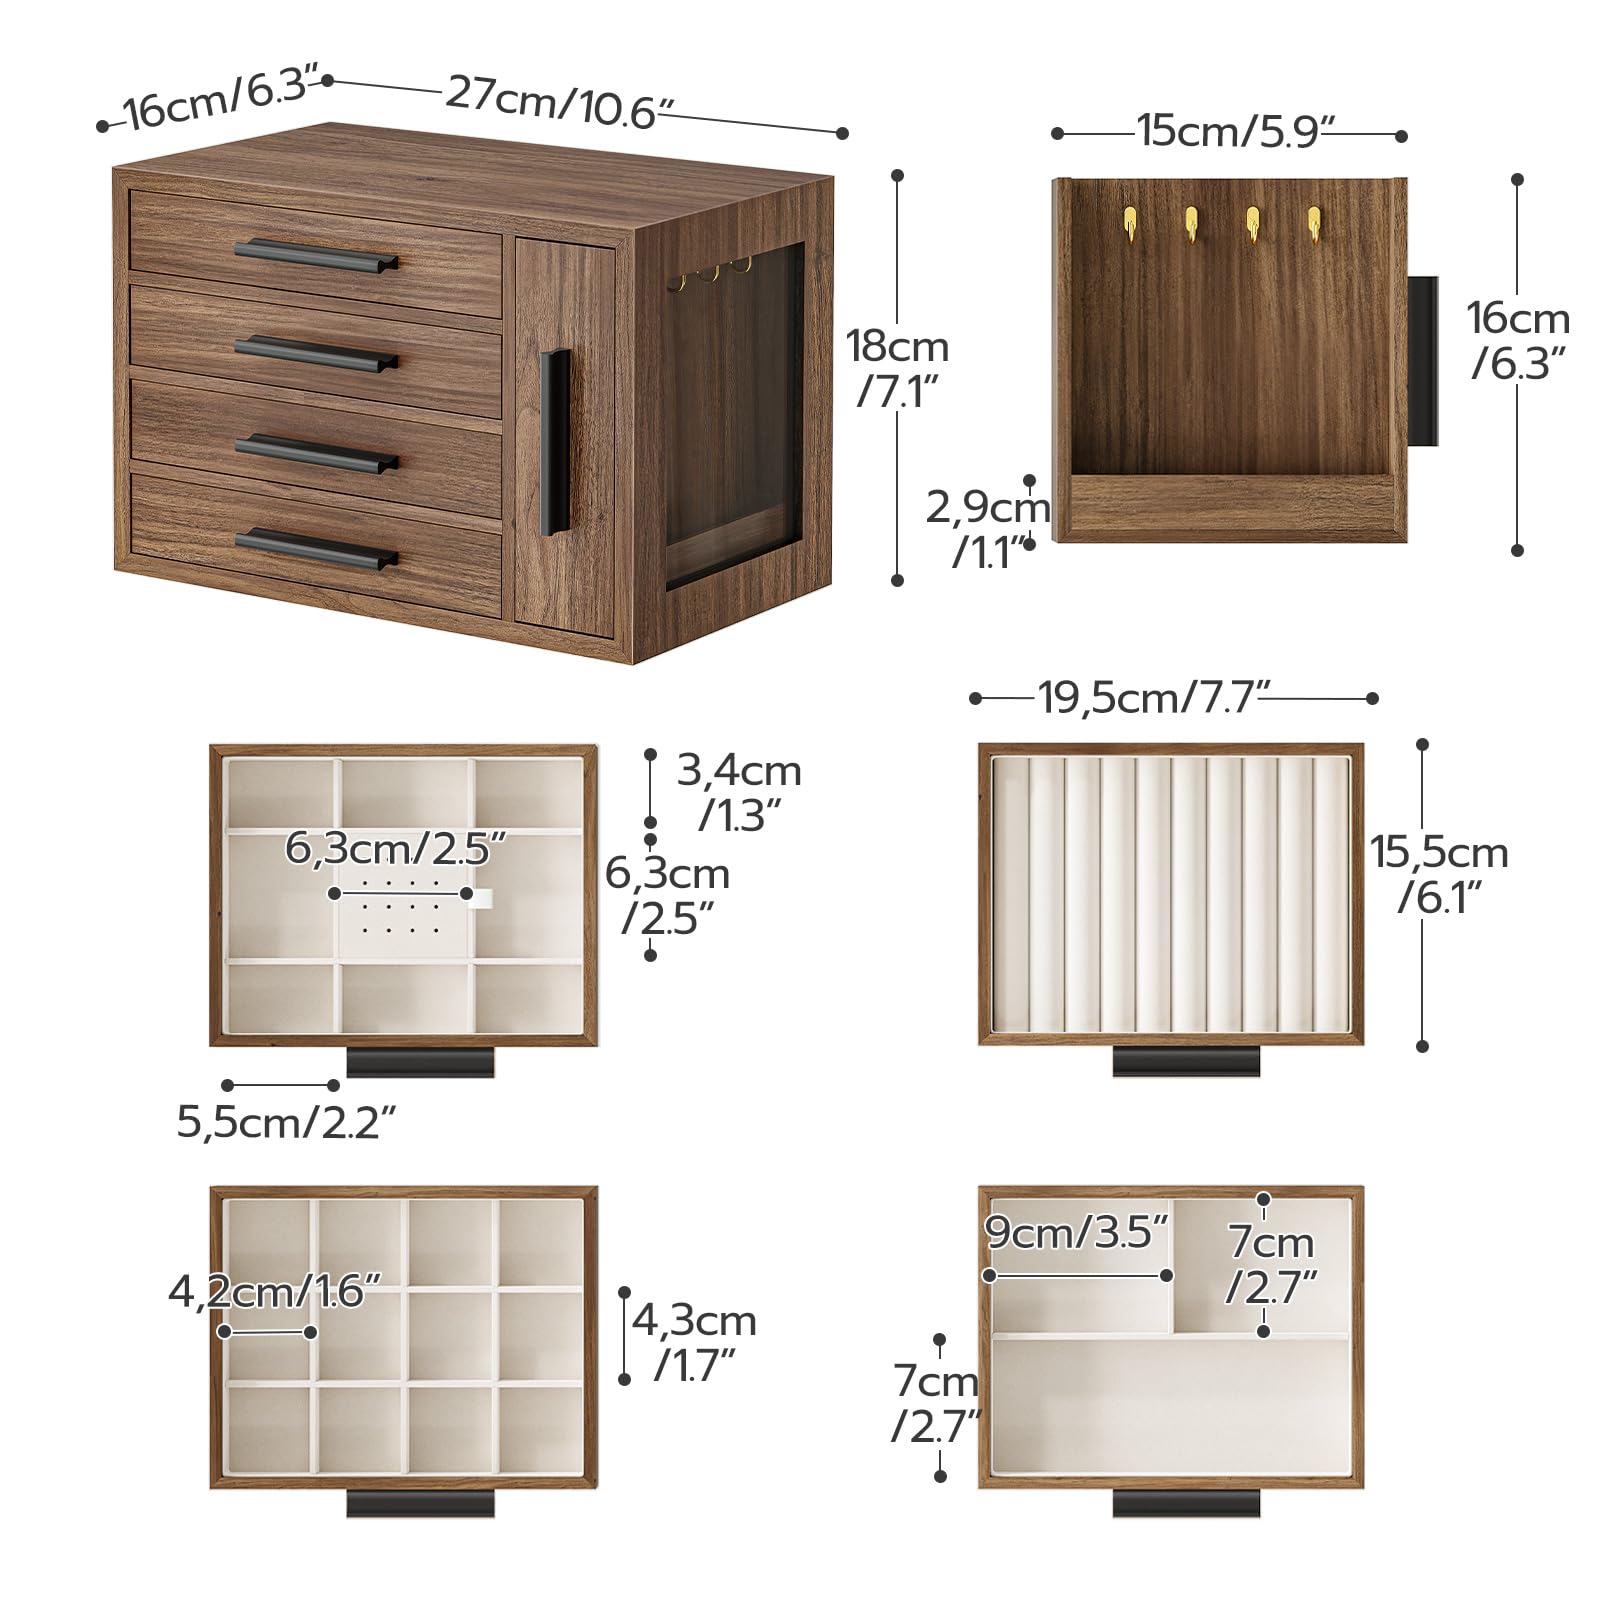 16cm/6.3”
27cm/10.6”
18cm
/7.1”
15cm/5.9”
16cm
/6.3”
2,9cm
/1.1”
3,4cm
/1.3”
6,3cm/2.5”
6,3cm
/2.5”
5,5cm/2.2”
19,5cm/7.7”
15,5cm
/6.1”
4,2cm/1.6”
4,3cm
/1.7”
9cm/3.5”
7cm
/2.7”
7cm
/2.7”